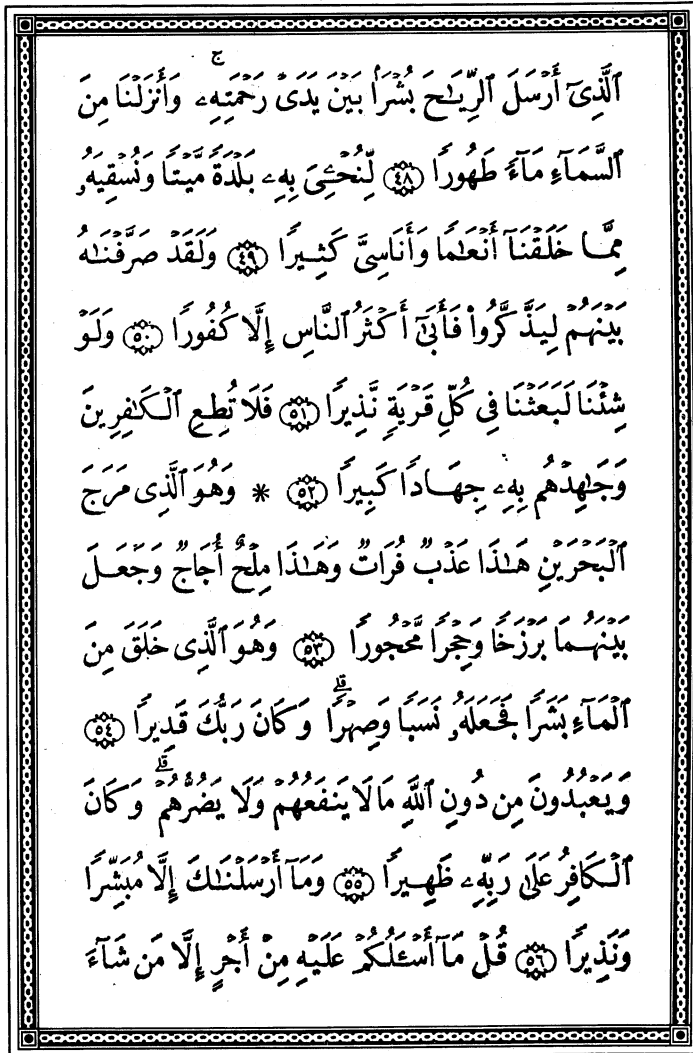 ٱلَّذِىٓ أَرْسَلَ ٱلرِّيَـٰحَ بُشْرًۢا بَيْنَ يَدَىْ رَحْمَتِهِۦ ۚ وَأَنزَلْنَا مِنَ
ٱلسَّمَآءِ مَآءً طَهُورًا ﴿٤٨﴾ لِّنُحْـِۧىَ بِهِۦ بَلْدَةً مَّيْتًا وَنُسْقِيَهُۥ
مِمَّا خَلَقْنَآ أَنْعَـٰمًا وَأَنَاسِىَّ كَثِيرًا ﴿٤٩﴾ وَلَقَدْ صَرَّفْنَـٰهُ
بَيْنَهُمْ لِيَذَّكَّرُوا۟ فَأَبَىٰٓ أَكْثَرُ ٱلنَّاسِ إِلَّا كُفُورًا ﴿٥٠﴾ وَلَوْ
شِئْنَا لَبَعَثْنَا فِى كُلِّ قَرْيَةٍ نَّذِيرًا ﴿٥١﴾ فَلَا تُطِعِ ٱلْكَـٰفِرِينَ
وَجَـٰهِدْهُم بِهِۦ جِهَادًا كَبِيرًا ﴿٥٢﴾ * وَهُوَ ٱلَّذِى مَرَجَ
ٱلْبَحْرَيْنِ هَـٰذَا عَذْبٌ فُرَاتٌ وَهَـٰذَا مِلْحٌ أُجَاجٌ وَجَعَلَ
بَيْنَهُمَا بَرْزَخًا وَحِجْرًا مَّحْجُورًا ﴿٥٣﴾ وَهُوَ ٱلَّذِى خَلَقَ مِنَ
ٱلْمَآءِ بَشَرًا فَجَعَلَهُۥ نَسَبًا وَصِهْرًا ۗ وَكَانَ رَبُّكَ قَدِيرًا ﴿٥٤﴾
وَيَعْبُدُونَ مِن دُونِ ٱللَّهِ مَا لَا يَنفَعُهُمْ وَلَا يَضُرُّهُمْ ۗ وَكَانَ
ٱلْكَافِرُ عَلَىٰ رَبِّهِۦ ظَهِيرًا ﴿٥٥﴾ وَمَآ أَرْسَلْنَـٰكَ إِلَّا مُبَشِّرًا
وَنَذِيرًا ﴿٥٦﴾ قُلْ مَآ أَسْـَٔلُكُمْ عَلَيْهِ مِنْ أَجْرٍ إِلَّا مَن شَآءَ